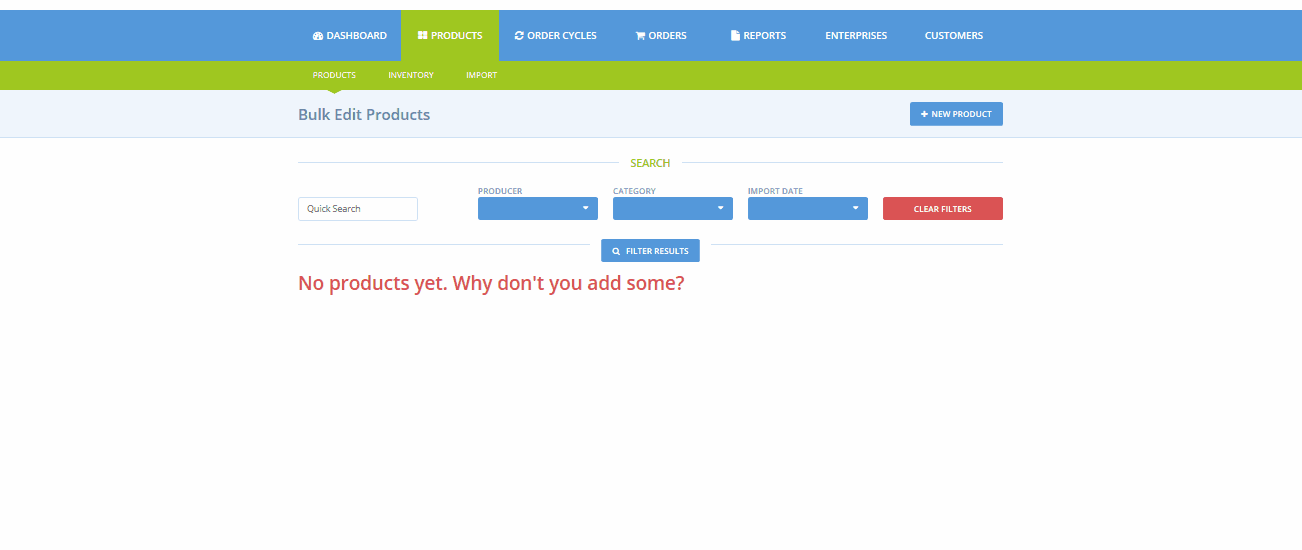 DASHBOARD PRODUCTS ORDER CYCLES ORDERS REPORTS ENTERPRISES CUSTOMERS
PRODUCTS INVENTORY IMPORT
Bulk Edit Products NEW PRODUCT
SEARCH
PRODUCER CATEGORY IMPORT DATE
Quick Search CLEAR FILTERS
FILTER RESULTS
No products yet. Why don't you add some?